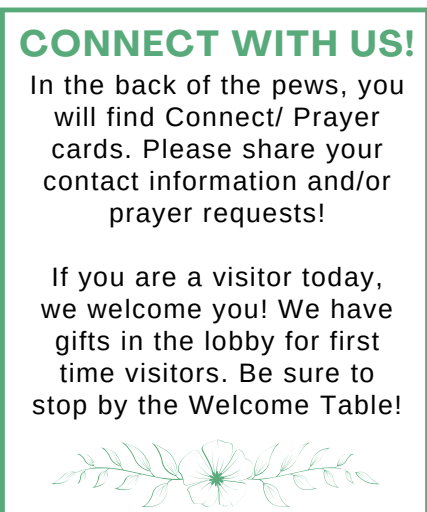 CONNECT WITH US!
In the back of the pews, you
will find Connect/ Prayer
cards. Please share your
contact information and/or
prayer requests!
If you are a visitor today,
we welcome you! We have
gifts in the lobby for first
time visitors. Be sure to
stop by the Welcome Table!